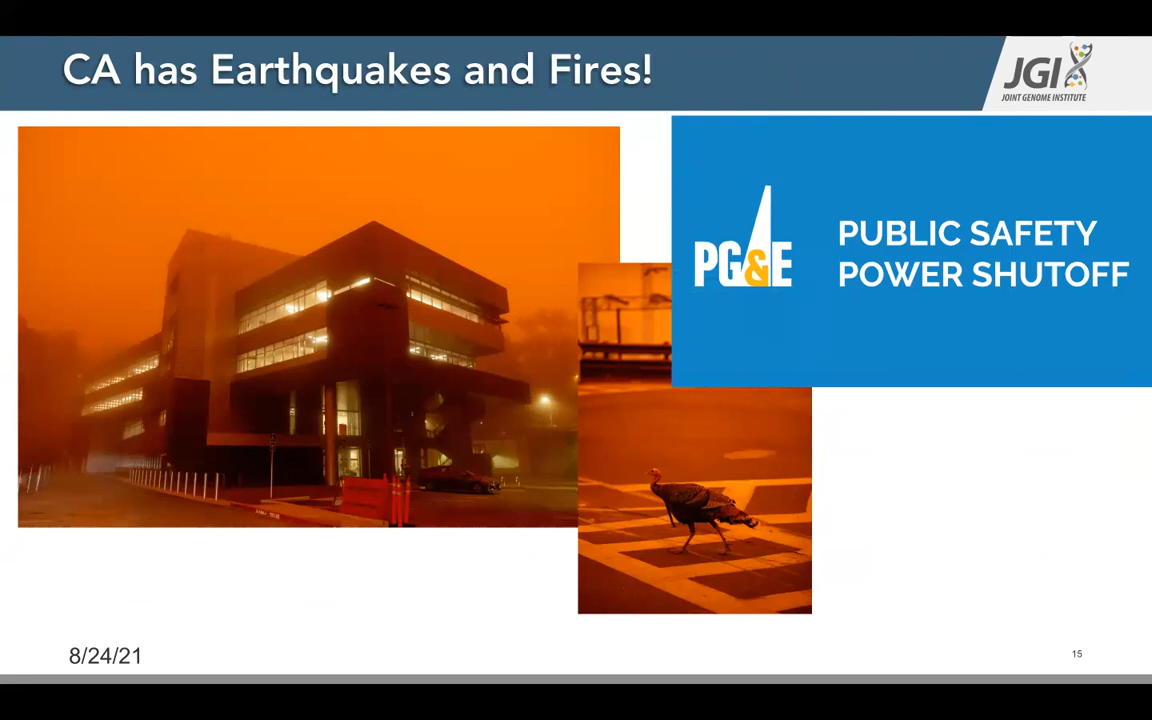 CA has Earthquakes and Fires!
JGI
JOINT GENOME INSTITUTE
PG&E
PUBLIC SAFETY
POWER SHUTOFF
8/24/21
15